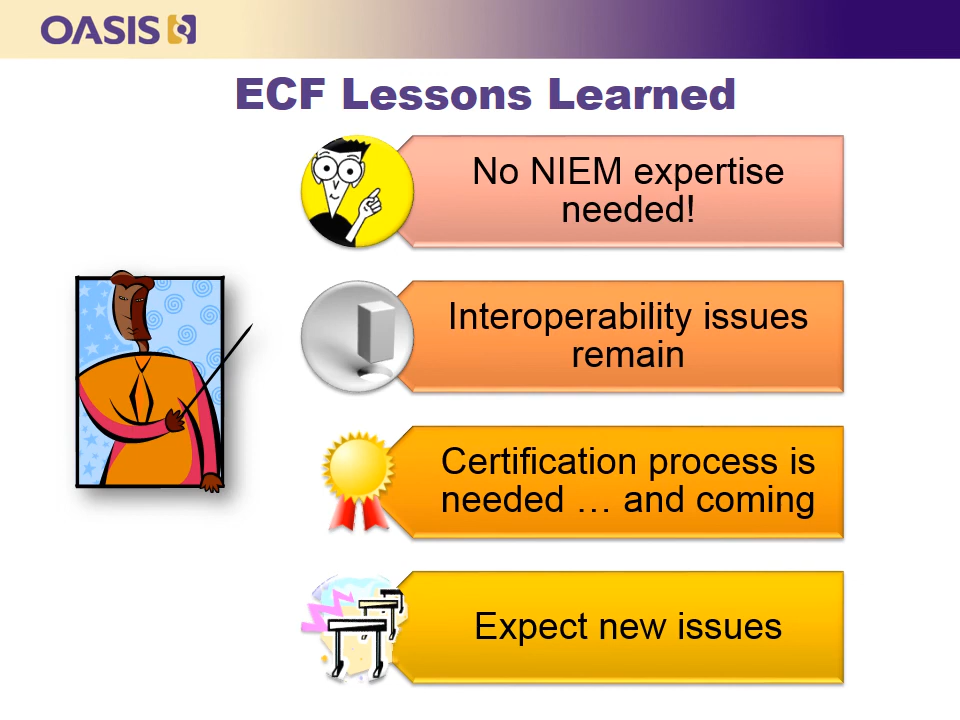 OASIS
ECF Lessons Learned
No NIEM expertise
needed!
Interoperability issues
remain
Certification process is
needed … and coming
Expect new issues